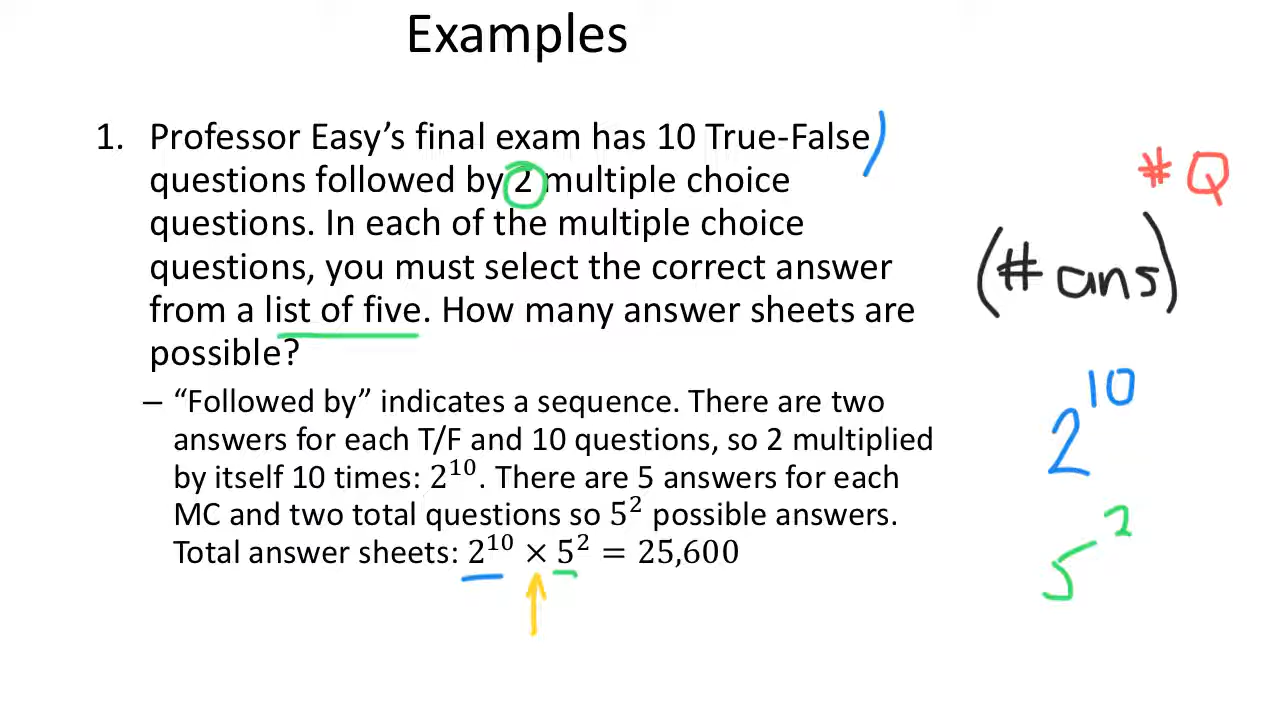 Examples
1. Professor Easy’s final exam has 10 True-False
questions followed by 2 multiple choice
questions. In each of the multiple choice
questions, you must select the correct answer
from a list of five. How many answer sheets are
possible?
– “Followed by” indicates a sequence. There are two
answers for each T/F and 10 questions, so 2 multiplied
by itself 10 times: 2¹⁰. There are 5 answers for each
MC and two total questions so 5² possible answers.
Total answer sheets: 2¹⁰ × 5² = 25,600
# Q
(# ans)
2¹⁰
5²